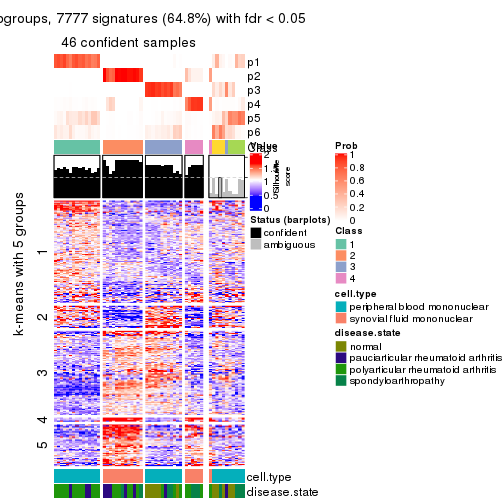 ogroups, 7777 signatures (64.8%) with fdr < 0.05
46 confident samples
p1
p2
p3
p4
p5
p6
Class
Value
2
1.5
1
0.5
0
Silhouette
score
Status (barplots)
confident
ambiguous
Prob
1
0.8
0.6
0.4
0.2
0
Class
1
2
3
4
cell.type
peripheral blood mononuclear
synovial fluid mononuclear
disease.state
normal
pauciarticular rheumatoid arthritis
polyarticular rheumatoid arthritis
spondyloarthropathy
k-means with 5 groups
1
2
3
4
5
cell.type
disease.state